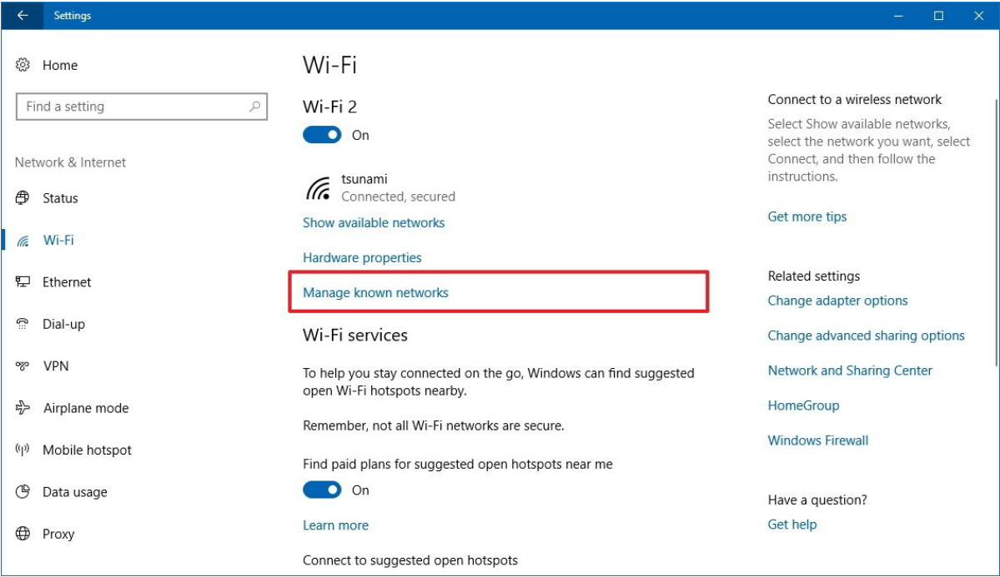 Settings
Home
Find a setting
Network & Internet
Status
Wi-Fi
Ethernet
Dial-up
VPN
Airplane mode
Mobile hotspot
Data usage
Proxy
Wi-Fi
Wi-Fi 2
On
tsunami
Connected, secured
Show available networks
Hardware properties
Manage known networks
Wi-Fi services
To help you stay connected on the go, Windows can find suggested
open Wi-Fi hotspots nearby.
Remember, not all Wi-Fi networks are secure.
Find paid plans for suggested open hotspots near me
On
Learn more
Connect to suggested open hotspots
Connect to a wireless network
Select Show available networks,
select the network you want, select
Connect, and then follow the
instructions.
Get more tips
Related settings
Change adapter options
Change advanced sharing options
Network and Sharing Center
HomeGroup
Windows Firewall
Have a question?
Get help